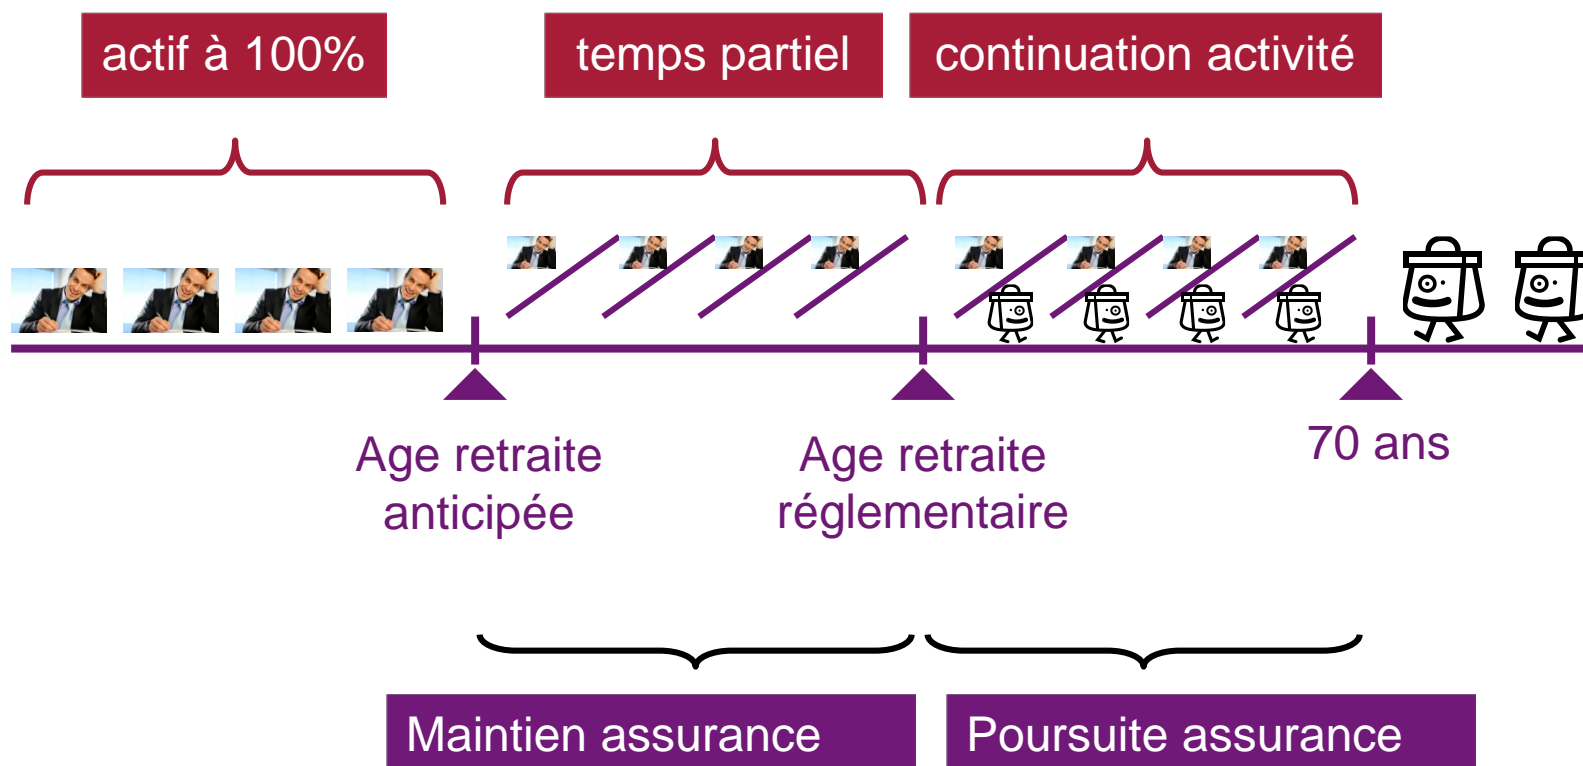 actif à 100%
temps partiel
continuation activité
Age retraite
anticipée
Age retraite
réglementaire
70 ans
Maintien assurance
Poursuite assurance